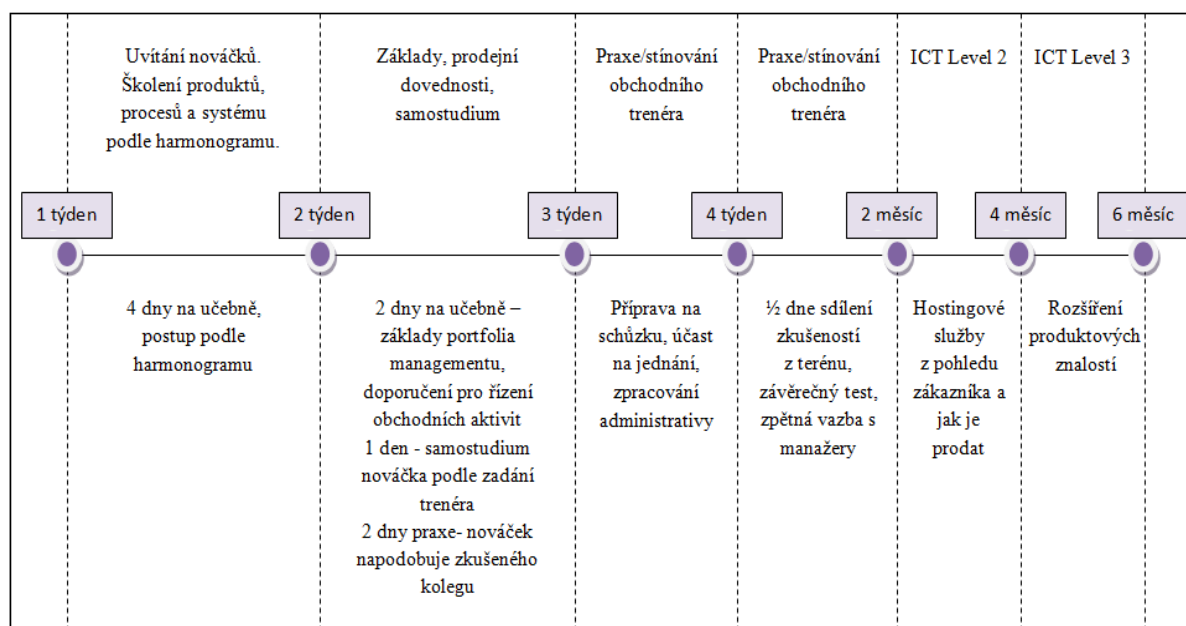 Uvítání nováčků.
Školení produktů,
procesů a systému
podle harmonogramu.
Základy, prodejní
dovednosti,
samostudium
Praxe/stínování
obchodního
trenéra
Praxe/stínování
obchodního
trenéra
ICT Level 2
ICT Level 3
1 týden
2 týden
3 týden
4 týden
2 měsíc
4 měsíc
6 měsíc
4 dny na učebně,
postup podle
harmonogramu
2 dny na učebně –
základy portfolia
managementu,
doporučení pro řízení
obchodních aktivit
1 den - samostudium
nováčka podle zadání
trenéra
2 dny praxe- nováček
napodobuje zkušeného
kolegu
Příprava na
schůzku, účast
na jednání,
zpracování
administrativy
½ dne sdílení
zkušeností
z terénu,
závěrečný test,
zpětná vazba s
manažery
Hostingové
služby
z pohledu
zákazníka a
jak je
prodat
Rozšíření
produktových
znalostí